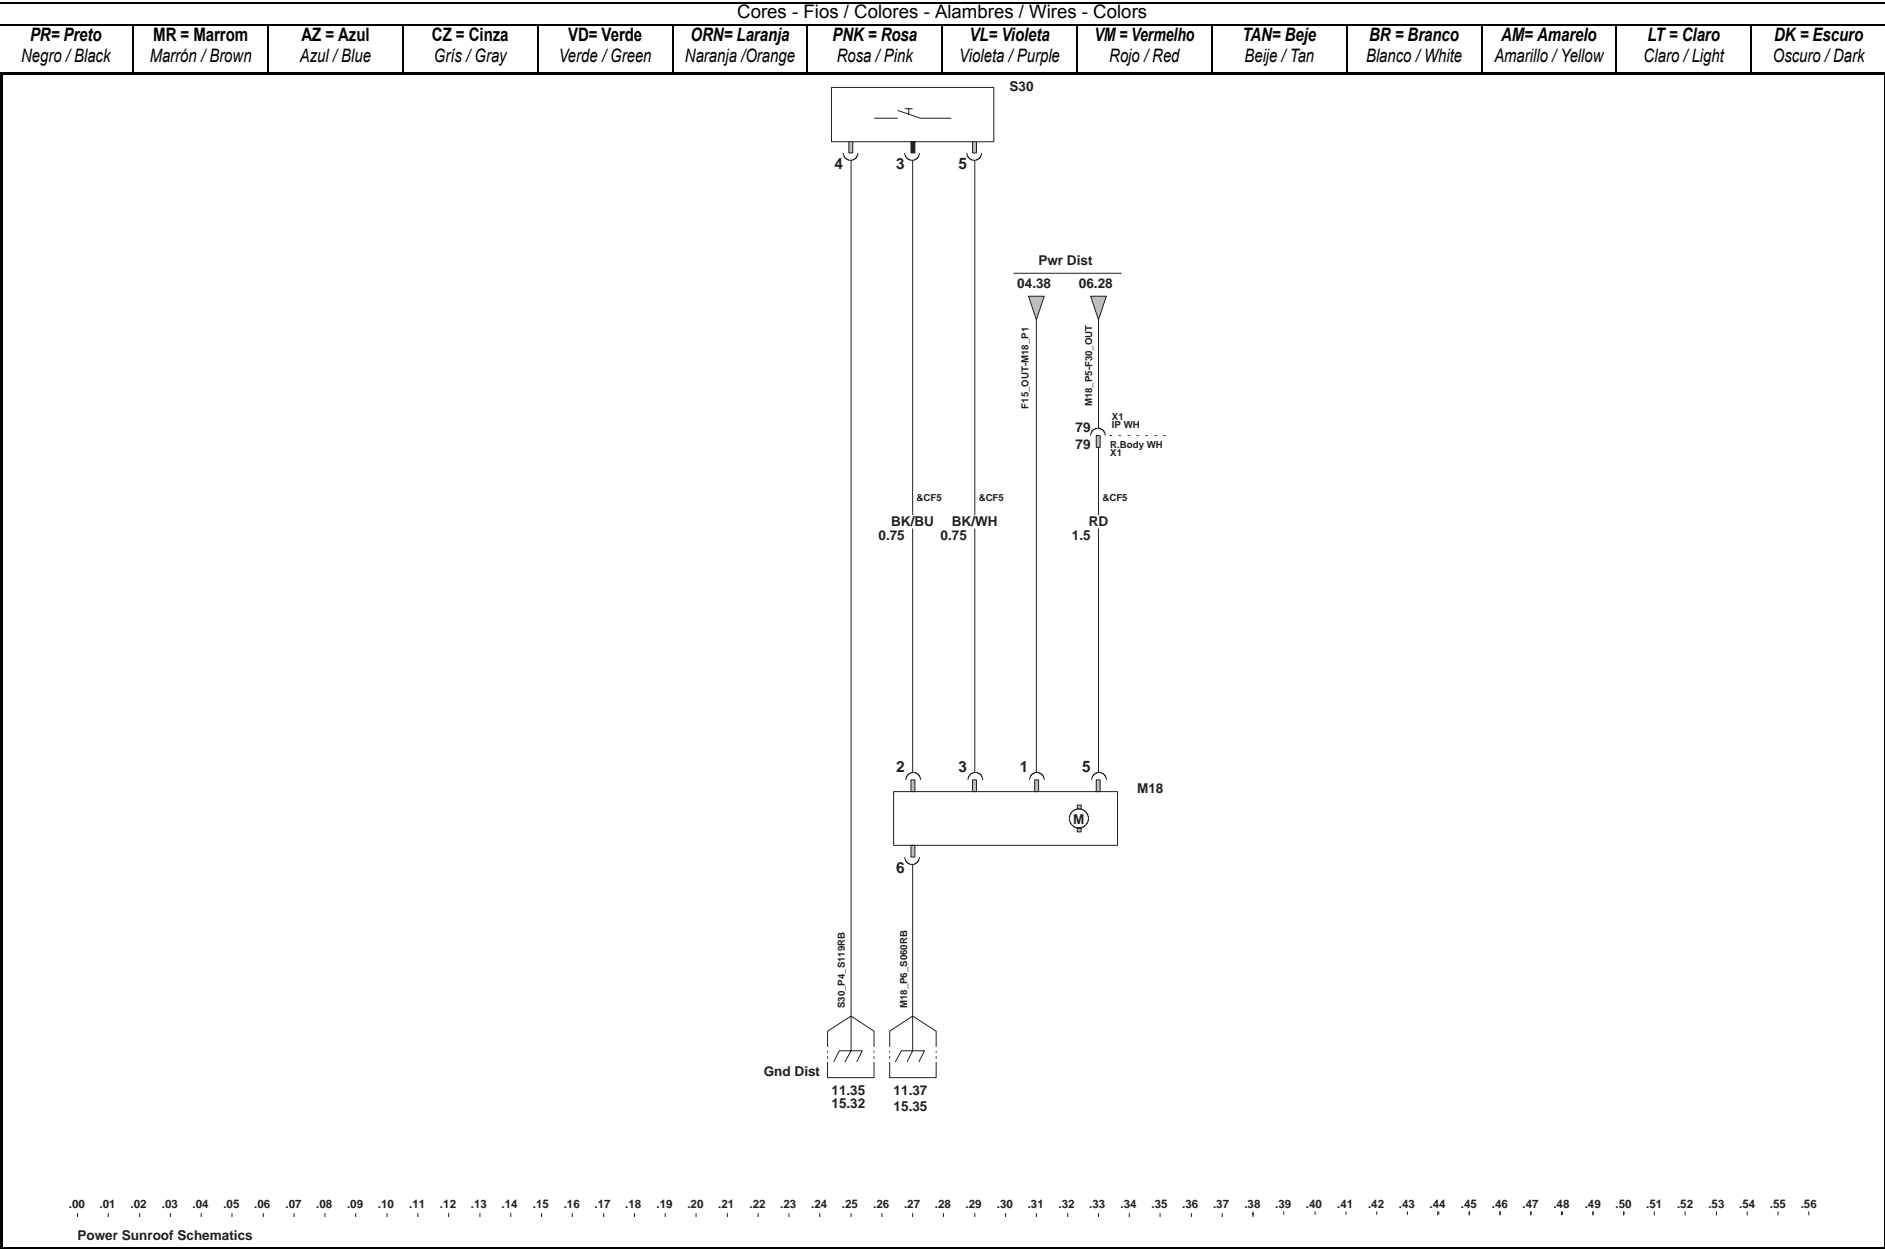 Cores - Fios / Colores - Alambres / Wires - Colors
PR= Preto MR = Marrom AZ = Azul CZ = Cinza VD= Verde ORN= Laranja PNK = Rosa VL= Violeta VM = Vermelho TAN= Beje BR = Branco AM= Amarelo LT = Claro DK = Escuro
Negro / Black Marrón / Brown Azul / Blue Grís / Gray Verde / Green Naranja /Orange Rosa / Pink Violeta / Purple Rojo / Red Beije / Tan Blanco / White Amarillo / Yellow Claro / Light Oscuro / Dark
S30
4 3 5
Pwr Dist
04.38 06.28
F15_OUT-M18_P1
M18_P5-F30_OUT
79 X1
IP WH
79 R.Body WH
X1
&CF5 &CF5 &CF5
BK/BU BK/WH RD
0.75 0.75 1.5
2 3 1 5
M18
M
6
S30_P4_S119RB
M18_P6_S060RB
Gnd Dist
11.35 11.37
15.32 15.35
.00 .01 .02 .03 .04 .05 .06 .07 .08 .09 .10 .11 .12 .13 .14 .15 .16 .17 .18 .19 .20 .21 .22 .23 .24 .25 .26 .27 .28 .29 .30 .31 .32 .33 .34 .35 .36 .37 .38 .39 .40 .41 .42 .43 .44 .45 .46 .47 .48 .49 .50 .51 .52 .53 .54 .55 .56
Power Sunroof Schematics